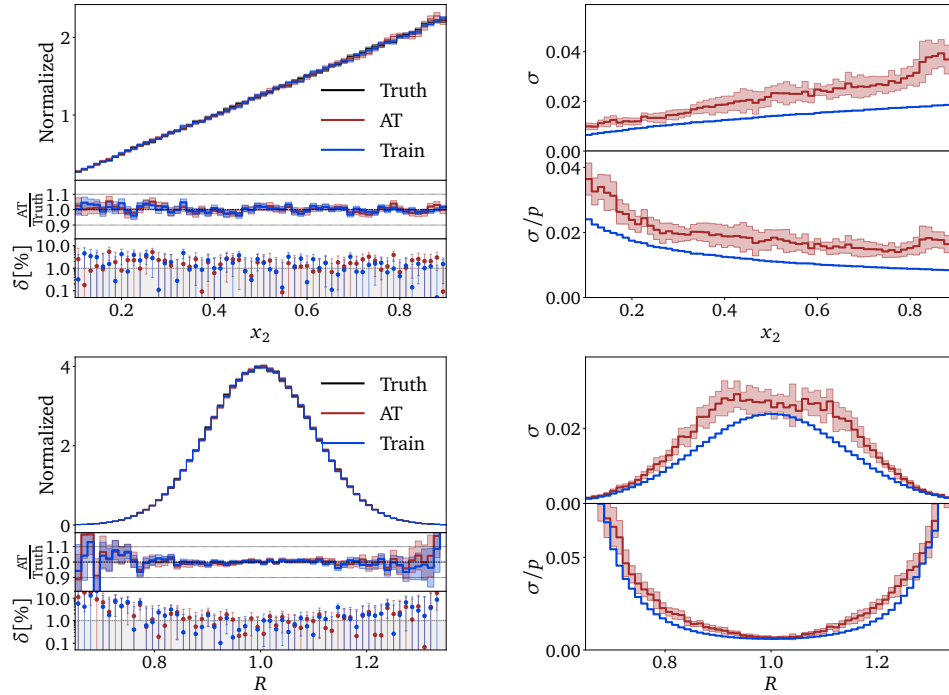 Normalized
2
1
Truth
AT
Train
AT
Truth
1.1
1.0
0.9
δ[%]
10.0
1.0
0.1
0.2 0.4 0.6 0.8
x₂
σ
0.04
0.02
0.00
σ/p
0.04
0.02
0.00
0.2 0.4 0.6 0.8
x₂
Normalized
4
2
0
Truth
AT
Train
AT
Truth
1.1
1.0
0.9
δ[%]
10.0
1.0
0.1
0.8 1.0 1.2
R
σ
0.02
0.00
σ/p
0.05
0.00
0.8 1.0 1.2
R